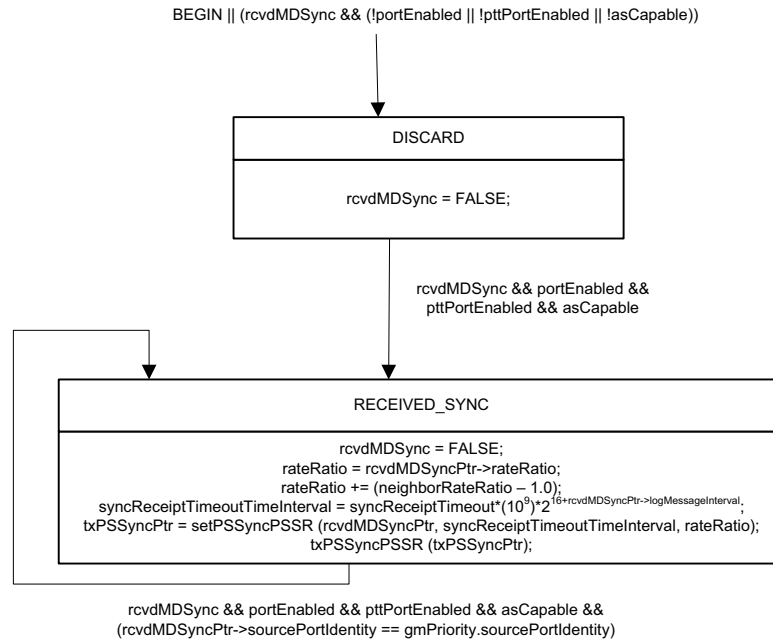 BEGIN || (rcvdMDSync && (!portEnabled || !pttPortEnabled || !asCapable))
DISCARD
rcvdMDSync = FALSE;
rcvdMDSync && portEnabled &&
pttPortEnabled && asCapable
RECEIVED_SYNC
rcvdMDSync = FALSE;
rateRatio = rcvdMDSyncPtr->rateRatio;
rateRatio += (neighborRateRatio – 1.0);
syncReceiptTimeoutTimeInterval = syncReceiptTimeout*(10⁹)*2^16+rcvdMDSyncPtr->logMessageInterval;
txPSSyncPtr = setPSSyncPSSR (rcvdMDSyncPtr, syncReceiptTimeoutTimeInterval, rateRatio);
txPSSyncPSSR (txPSSyncPtr);
rcvdMDSync && portEnabled && pttPortEnabled && asCapable &&
(rcvdMDSyncPtr->sourcePortIdentity == gmPriority.sourcePortIdentity)